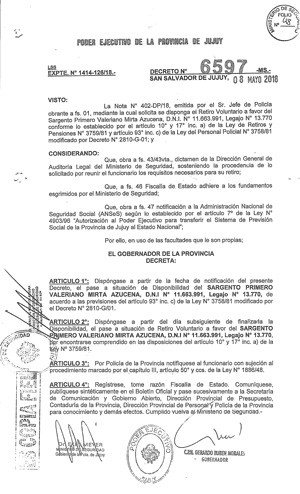 MINISTERIO DE SEG.
FOLIO
PODER EJECUTIVO DE LA PROVINCIA DE JUJUY
EXPTE. N° 1414-126/18.-
DECRETO N° 6597 -MS.-
SAN SALVADOR DE JUJUY, 08 MAYO 2018
VISTO:
La Nota N° 402-DP/18, emitida por el Sr. Jefe de Policía
obrante a fs. 01, mediante la cual solicita se disponga el Retiro Voluntario a favor del
Sargento Primero Valeriano Mirta Azucena, D.N.I. N° 11.663.991, Legajo N° 13.770
conforme lo establecido por el artículo 10° y 17° inc. a) de la Ley de Retiros y
Pensiones N° 3759/81 y artículo 93° inc. c) de la Ley del Personal Policial N° 3758/81
modificado por Decreto N° 2810-G-01; y
CONSIDERANDO:
Que, obra a fs. 43/43vta., dictamen de la Dirección General de
Auditoria Legal del Ministerio de Seguridad, sosteniendo la procedencia de lo
solicitado por reunir el funcionario los requisitos necesarios para su retiro;
Que, a fs. 46 Fiscalía de Estado adhiere a los fundamentos
esgrimidos por el Ministerio de Seguridad;
Que, obra a fs. 47 notificación a la Administración Nacional de
Seguridad Social (ANSeS) según lo establecido por el artículo 7° de la Ley N°
4903/96 "Autorización al Poder Ejecutivo para transferir el Sistema de Previsión
Social de la Provincia de Jujuy al Estado Nacional";
Por ello, en uso de las facultades que le son propias;
EL GOBERNADOR DE LA PROVINCIA
DECRETA:
ARTICULO 1°: Dispóngase a partir de fecha de notificación del presente
Decreto, el pase a situación de Disponibilidad del SARGENTO PRIMERO
VALERIANO MIRTA AZUCENA, D.N.I N° 11.663.991, Legajo N° 13.770, de
acuerdo a las previsiones del artículo 93° inc. c) de la Ley N° 3758/81 modificado por
el Decreto N° 2810-G/01.
ARTICULO 2°: Dispóngase a partir del día subsiguiente de finalizada la
Disponibilidad, el pase a situación de Retiro Voluntario a favor del SARGENTO
PRIMERO VALERIANO MIRTA AZUCENA, D.N.I N° 11.663.991, Legajo N° 13.770,
por encontrarse comprendido en las disposiciones del artículo 10° y 17° inc. a) de la
Ley N° 3759/81.
ARTICULO 3°: Por Policía de la Provincia notifíquese al funcionario con sujeción al
procedimiento marcado por el capítulo III, artículo 50° y ccs. de la Ley N° 1886/48.
ARTICULO 4°: Regístrese, tome razón Fiscalía de Estado. Comuníquese,
publíquese sintéticamente en el Boletín Oficial y pase sucesivamente a la Secretaría
de Comunicación y Gobierno Abierto, Dirección Provincial de Presupuesto,
Contaduría de la Provincia, Dirección Provincial de Personal y Policía de la Provincia
para conocimiento y demás efectos. Cumplido vuelva al Ministerio de Seguridad.-
MINISTRO DE SEGURIDAD
PODER EJECUTIVO
JUJUY
C.P.N. GERARDO RUBEN MORALES
GOBERNADOR